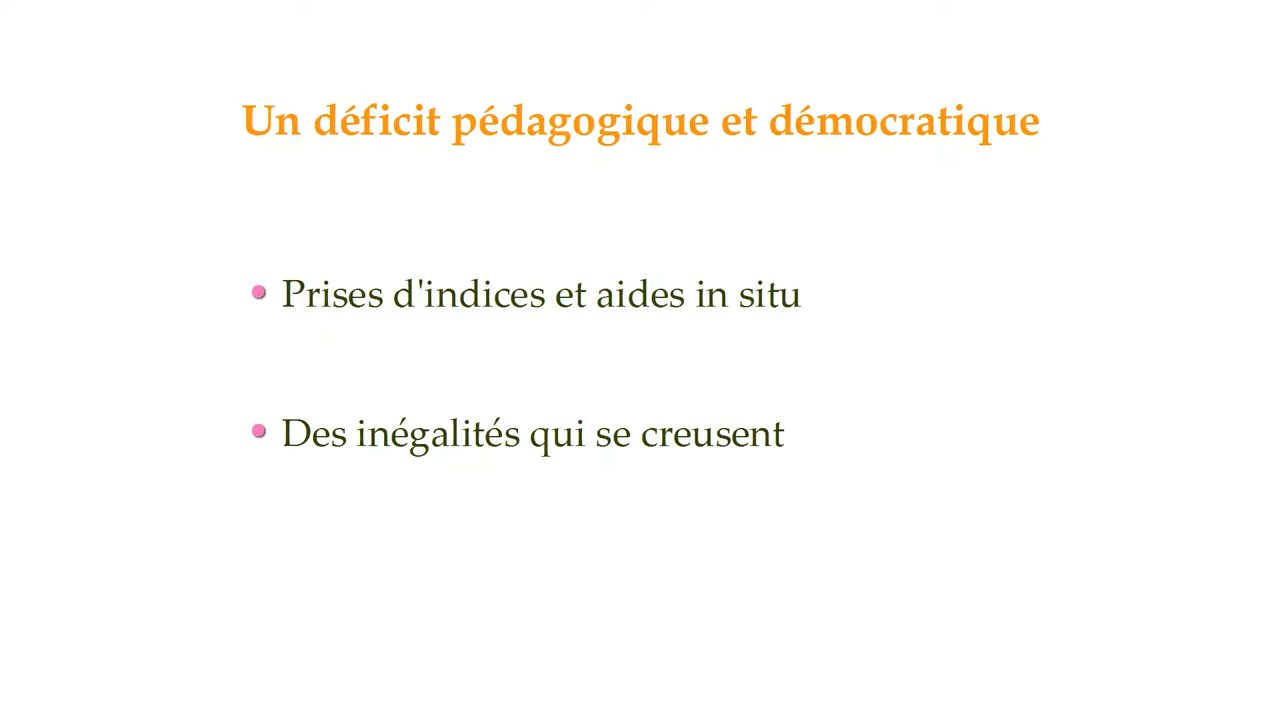 Un déficit pédagogique et démocratique
Prises d'indices et aides in situ
Des inégalités qui se creusent